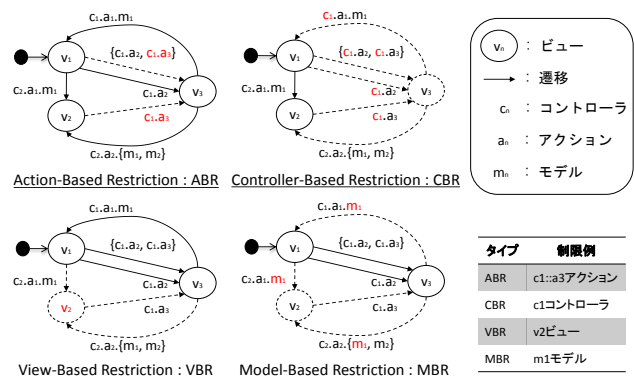 c₁.a₁.m₁
v₁
{c₁.a₂, c₁.a₃}
c₁.a₂
v₃
c₂.a₁.m₁
v₂
c₁.a₃
c₂.a₂.{m₁, m₂}
Action-Based Restriction : ABR
c₁.a₁.m₁
v₁
{c₁.a₂, c₁.a₃}
c₁.a₂
v₃
c₂.a₁.m₁
v₂
c₁.a₃
c₂.a₂.{m₁, m₂}
Controller-Based Restriction : CBR
vₙ : ビュー
: 遷移
cₙ : コントローラ
aₙ : アクション
mₙ : モデル
c₁.a₁.m₁
v₁
{c₁.a₂, c₁.a₃}
c₁.a₂
v₃
c₂.a₁.m₁
v₂
c₁.a₃
c₂.a₂.{m₁, m₂}
View-Based Restriction : VBR
c₁.a₁.m₁
v₁
{c₁.a₂, c₁.a₃}
c₁.a₂
v₃
c₂.a₁.m₁
v₂
c₁.a₃
c₂.a₂.{m₁, m₂}
Model-Based Restriction : MBR
タイプ 制限例
ABR c1::a3アクション
CBR c1コントローラ
VBR v2ビュー
MBR m1モデル